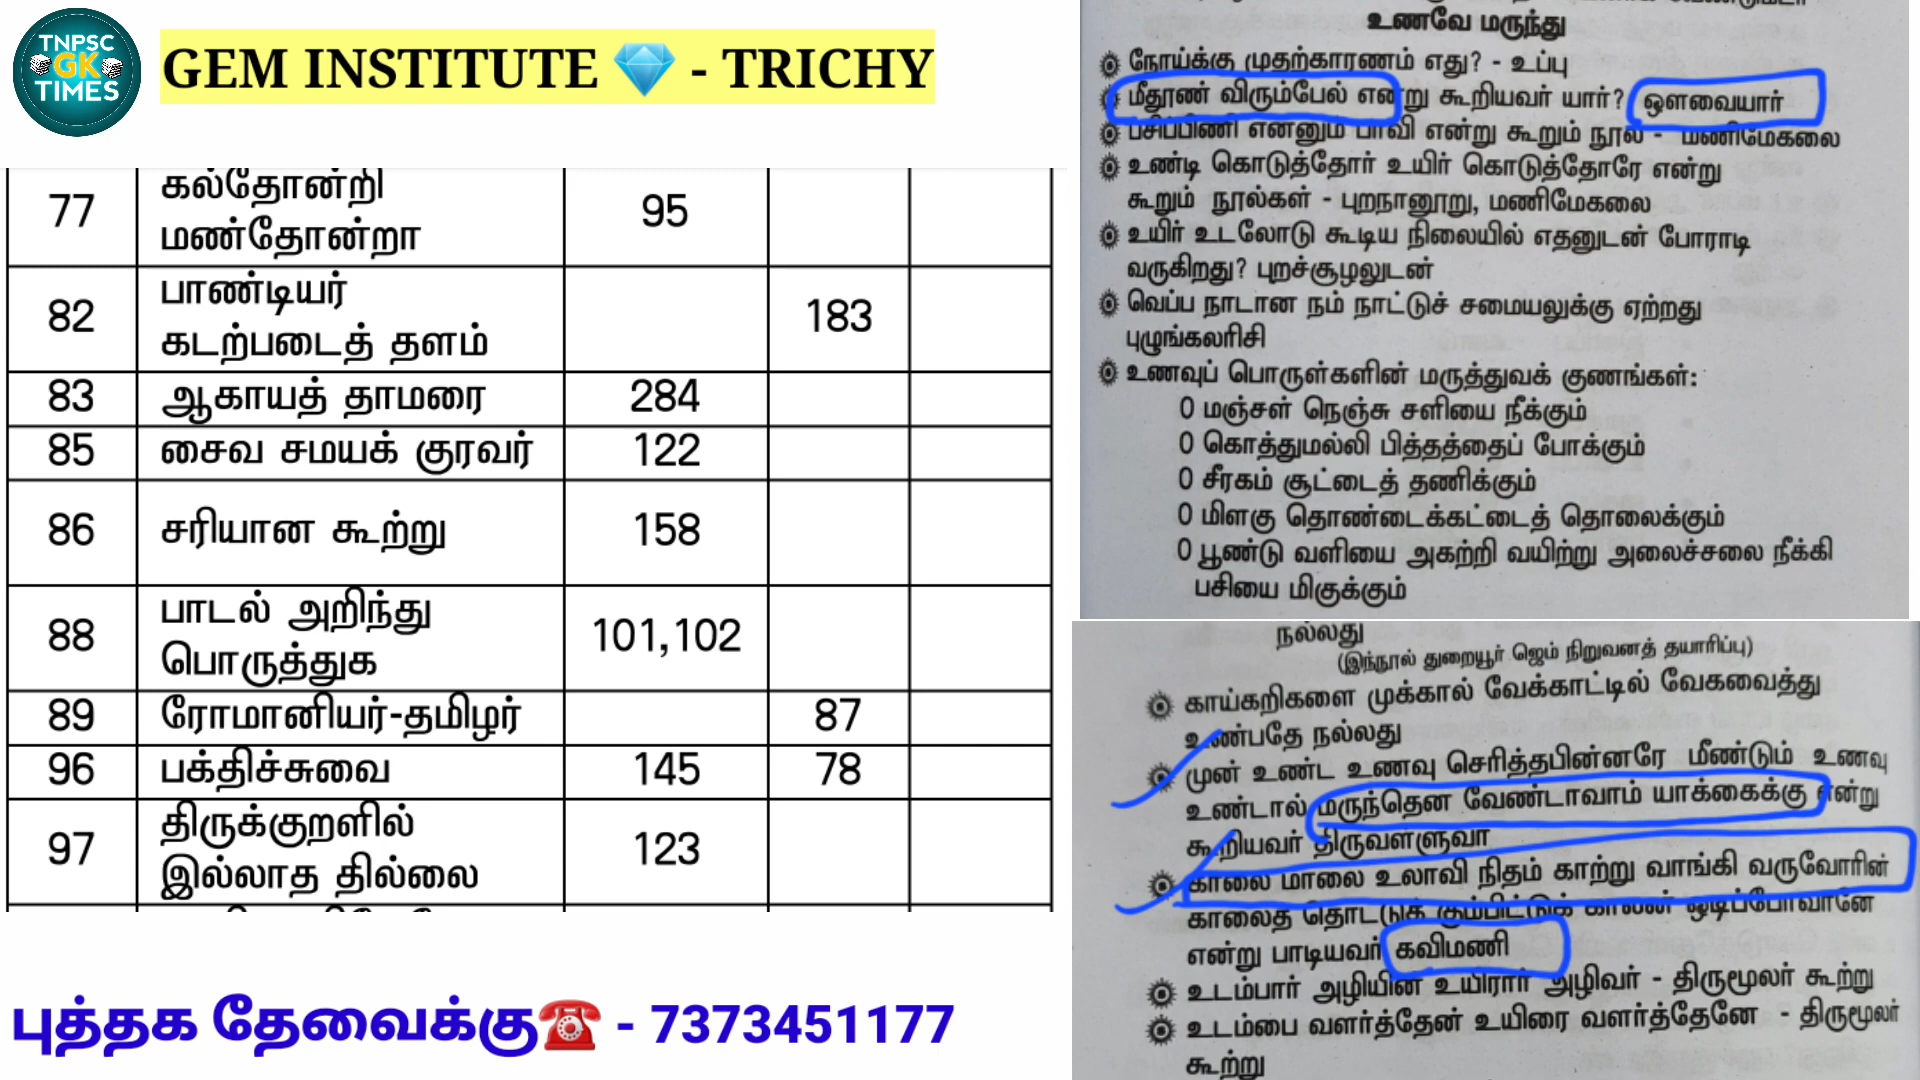 TNPSC
GK
TIMES
GEM INSTITUTE 💎 - TRICHY
77 கல்தோன்றி மண்தோன்றா 95
82 பாண்டியர் கடற்படைத் தளம் 183
83 ஆகாயத் தாமரை 284
85 சைவ சமயக் குரவர் 122
86 சரியான கூற்று 158
88 பாடல் அறிந்து பொருத்துக 101,102
89 ரோமானியர்-தமிழர் 87
96 பக்திச்சுவை 145 78
97 திருக்குறளில் இல்லாத தில்லை 123
புத்தக தேவைக்கு☎️ - 7373451177
உணவே மருந்து
நோய்க்கு முதற்காரணம் எது? - உப்பு
மீதூண் விரும்பேல் என்று கூறியவர் யார்? ஔவையார்
பசிப்பிணி என்னும் பாவி என்று கூறும் நூல் - மணிமேகலை
உண்டி கொடுத்தோர் உயிர் கொடுத்தோரே என்று
கூறும் நூல்கள் - புறநானூறு, மணிமேகலை
உயிர் உடலோடு கூடிய நிலையில் எதனுடன் போராடி
வருகிறது? புறச்சூழலுடன்
வெப்ப நாடான நம் நாட்டுச் சமையலுக்கு ஏற்றது
புழுங்கலரிசி
உணவுப் பொருள்களின் மருத்துவக் குணங்கள்:
0 மஞ்சள் நெஞ்சு சளியை நீக்கும்
0 கொத்துமல்லி பித்தத்தைப் போக்கும்
0 சீரகம் சூட்டைத் தணிக்கும்
0 மிளகு தொண்டைக்கட்டைத் தொலைக்கும்
0 பூண்டு வளியை அகற்றி வயிற்று அலைச்சலை நீக்கி
பசியை மிகுக்கும்
நல்லது
(இந்நூல் துறையூர் ஜெம் நிறுவனத் தயாரிப்பு)
காய்கறிகளை முக்கால் வேக்காட்டில் வேகவைத்து
உண்பதே நல்லது
முன் உண்ட உணவு செரித்தபின்னரே மீண்டும் உணவு
உண்டால் மருந்தென வேண்டாவாம் யாக்கைக்கு என்று
கூறியவர் திருவள்ளுவர்
காலை மாலை உலாவி நிதம் காற்று வாங்கி வருவோரின்
காலைத் தொட்டுக் கும்பிட்டுக் காலன் ஓடிப்போவானே
என்று பாடியவர் கவிமணி
உடம்பார் அழியின் உயிரார் அழிவர் - திருமூலர் கூற்று
உடம்பை வளர்த்தேன் உயிரை வளர்த்தேனே - திருமூலர்
கூற்று